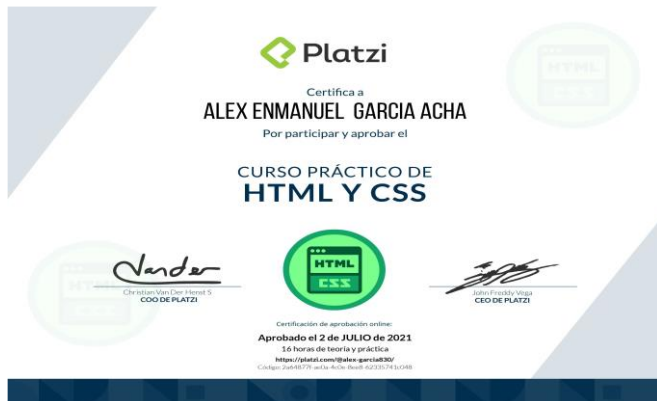 Platzi
Certifica a
ALEX ENMANUEL GARCIA ACHA
Por participar y aprobar el
CURSO PRÁCTICO DE
HTML Y CSS
HTML
CSS
Christian Van Der Henst S
COO DE PLATZI
John Freddy Vega
CEO DE PLATZI
Certificación de aprobación online:
Aprobado el 2 de JULIO de 2021
16 horas de teoría y práctica
https://platzi.com/@alex-garcia830/
Código: